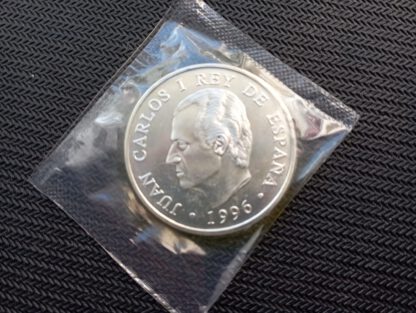 JUAN CARLOS I REY DE ESPAÑA
• 1996 •